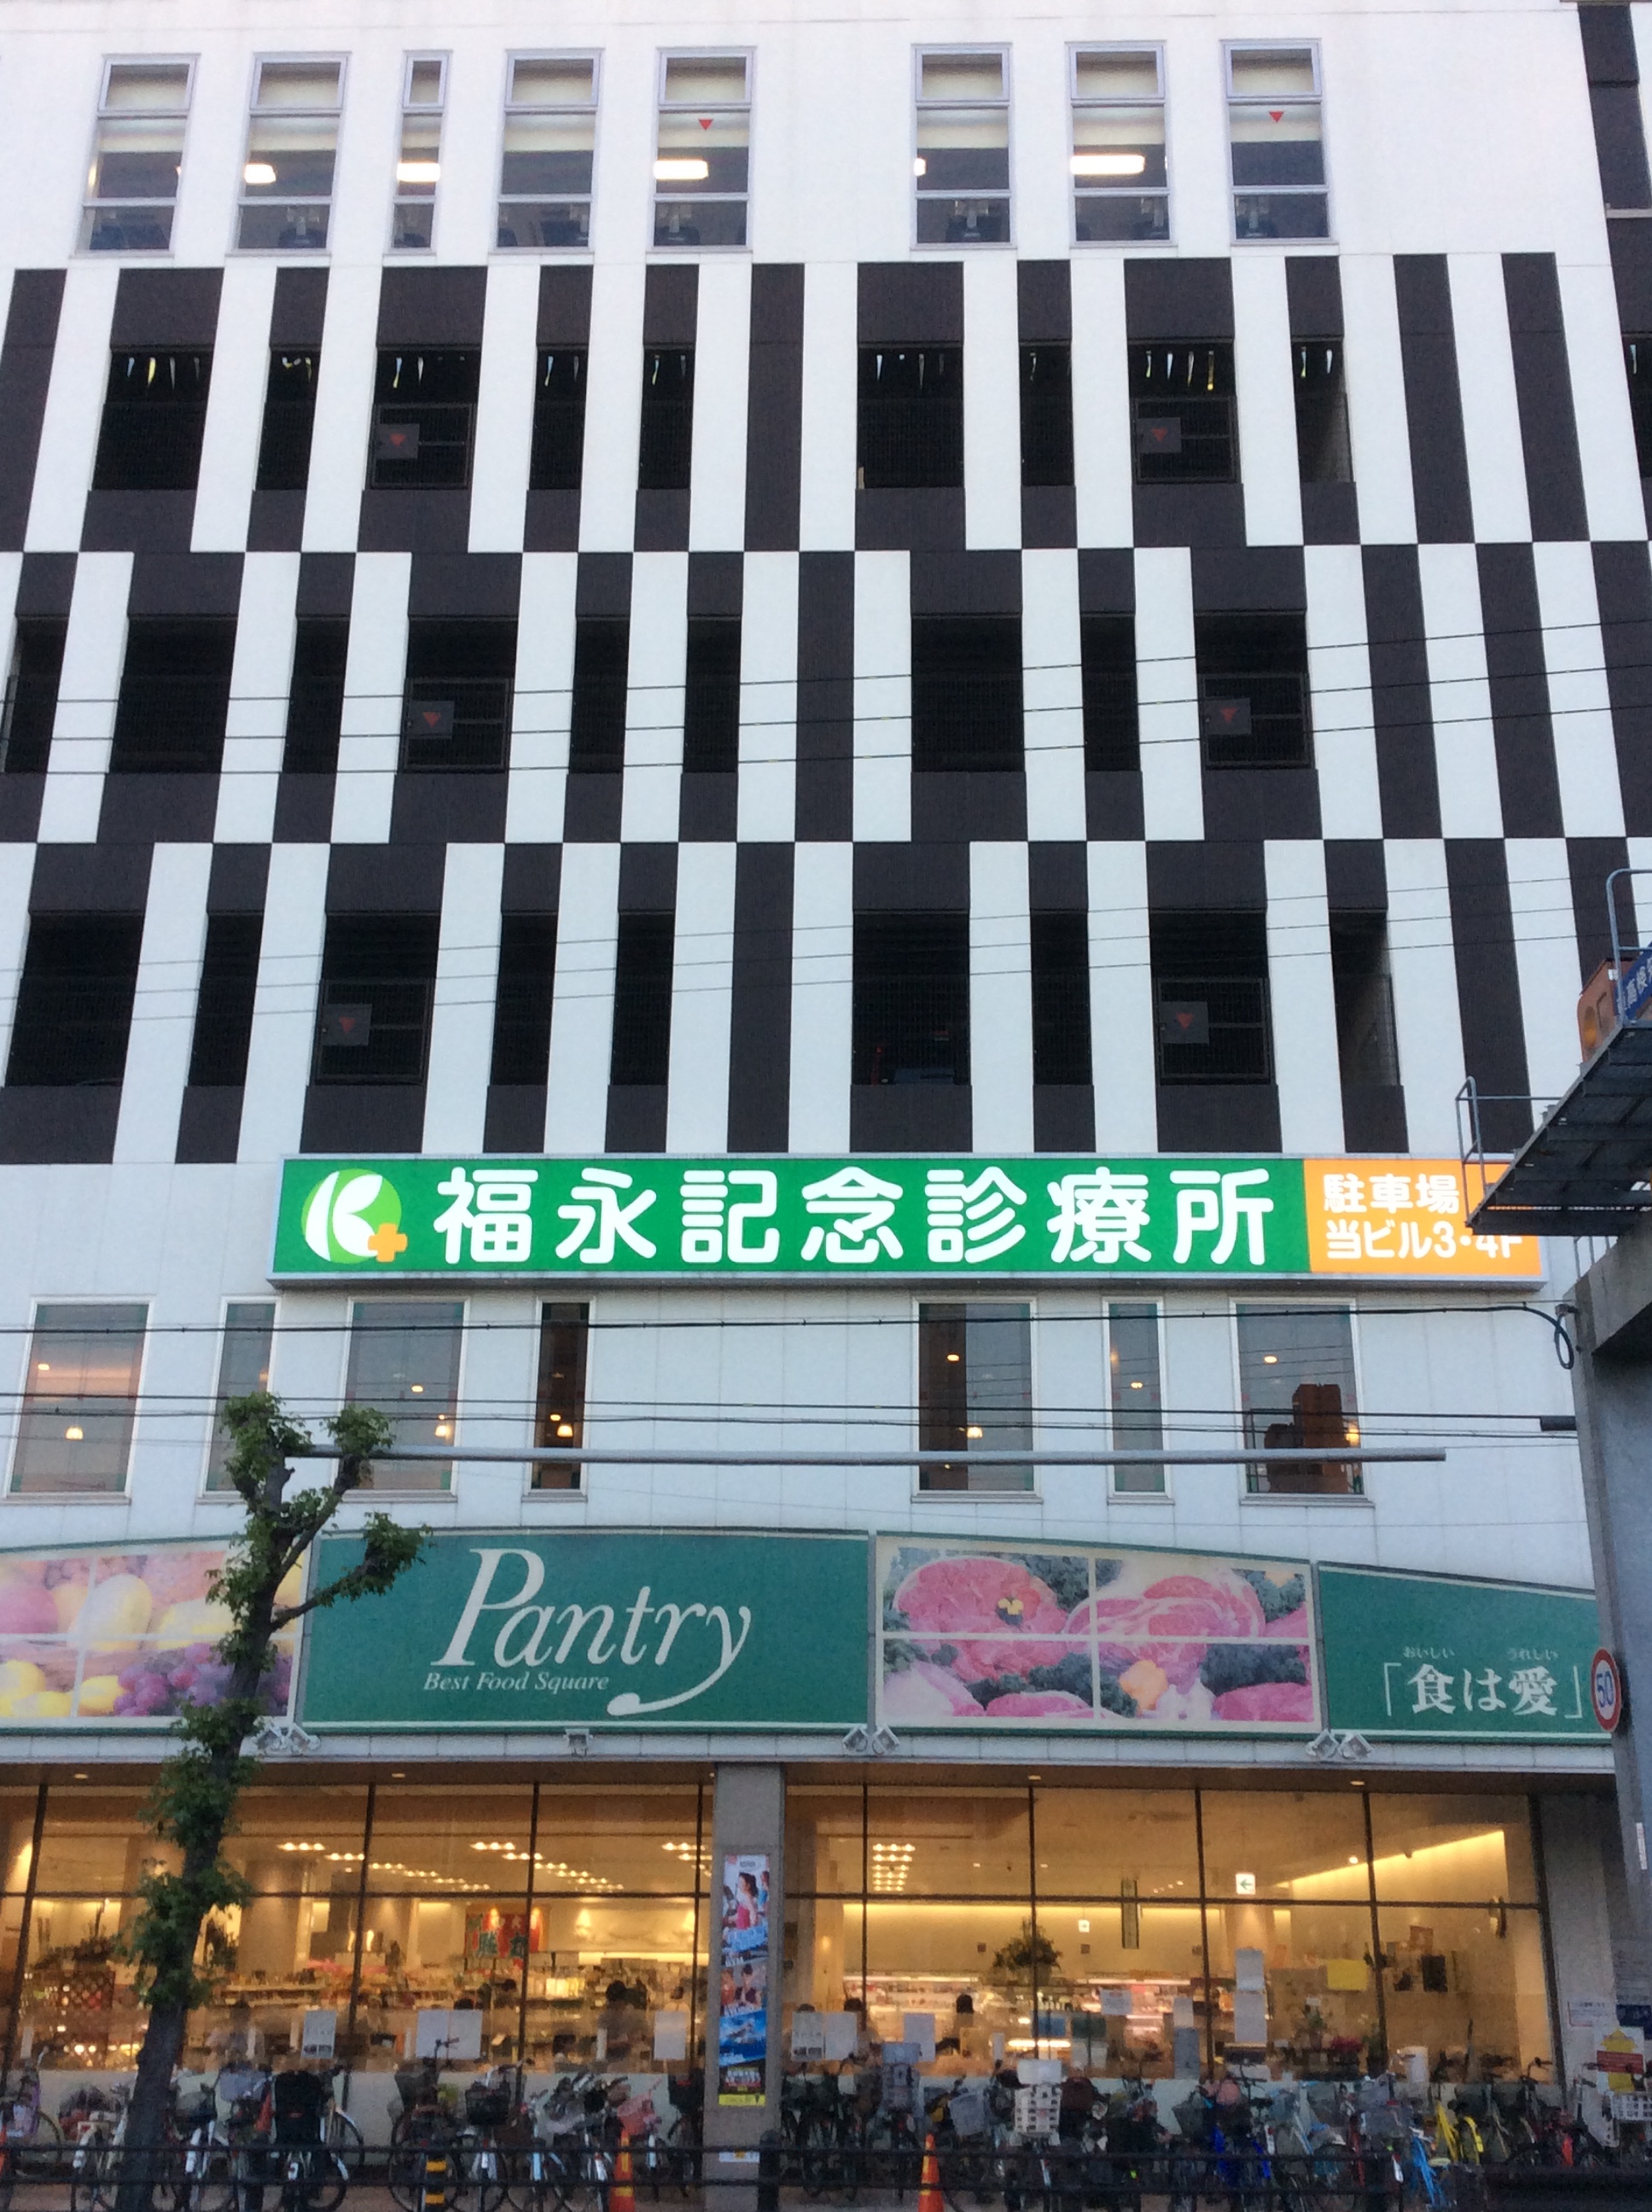 福永記念診療所
駐車場
当ビル3・4F
Pantry
Best Food Square
おいしい うれしい
「食は愛」
50